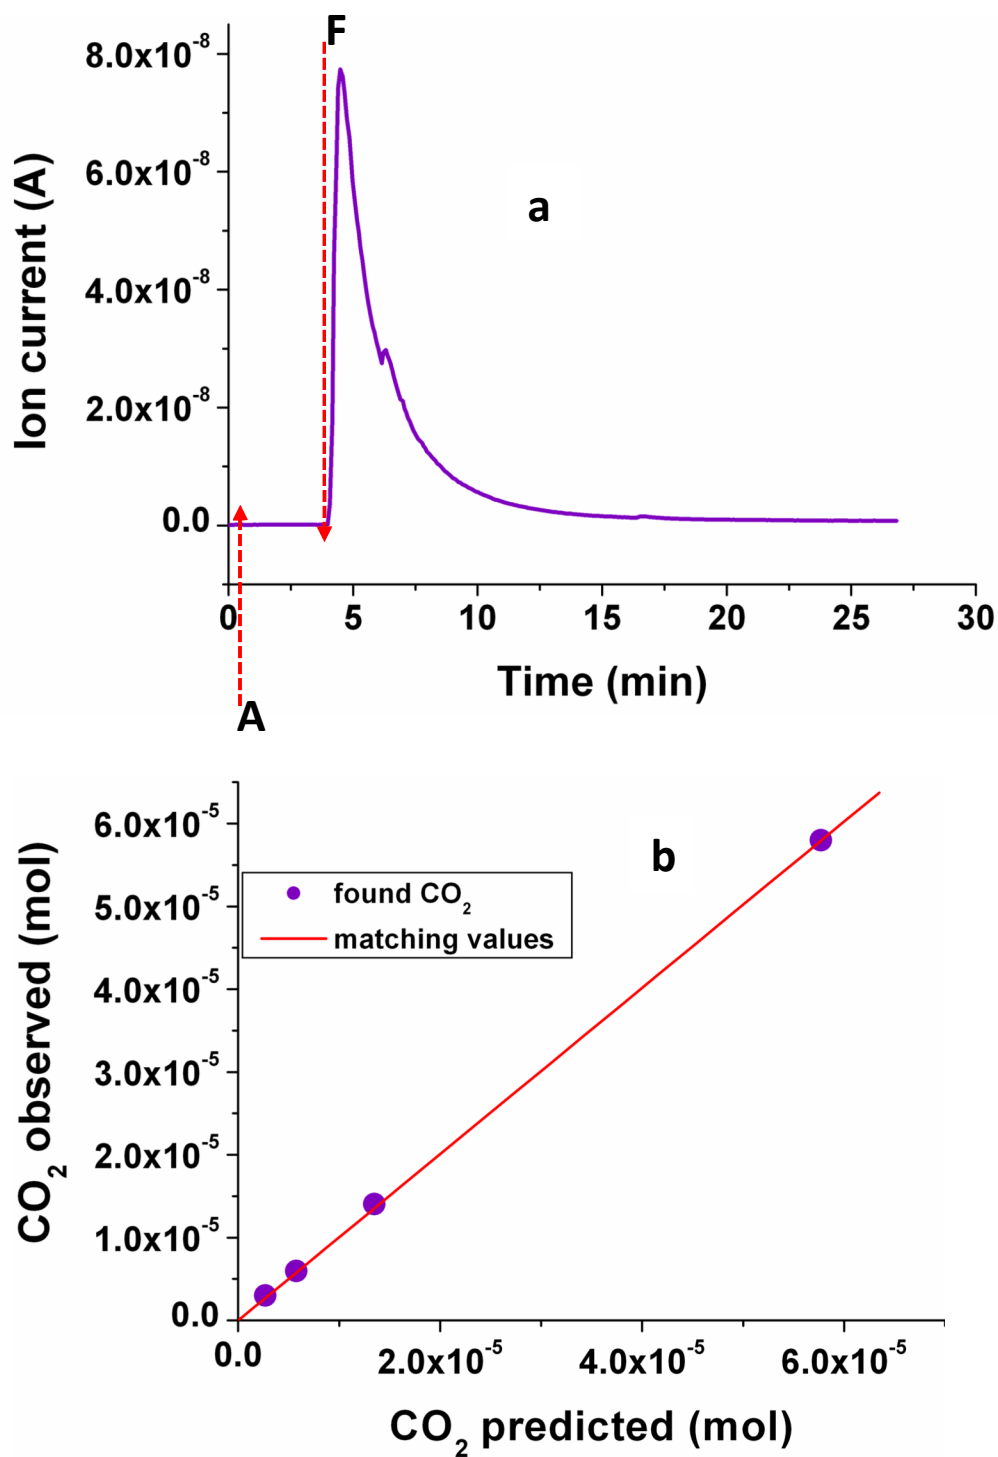 F
8.0x10⁻⁸
6.0x10⁻⁸
4.0x10⁻⁸
2.0x10⁻⁸
0.0
Ion current (A)
a
0 5 10 15 20 25 30
Time (min)
A
6.0x10⁻⁵
5.0x10⁻⁵
4.0x10⁻⁵
3.0x10⁻⁵
2.0x10⁻⁵
1.0x10⁻⁵
0.0
CO₂ observed (mol)
b
found CO₂
matching values
0.0 2.0x10⁻⁵ 4.0x10⁻⁵ 6.0x10⁻⁵
CO₂ predicted (mol)